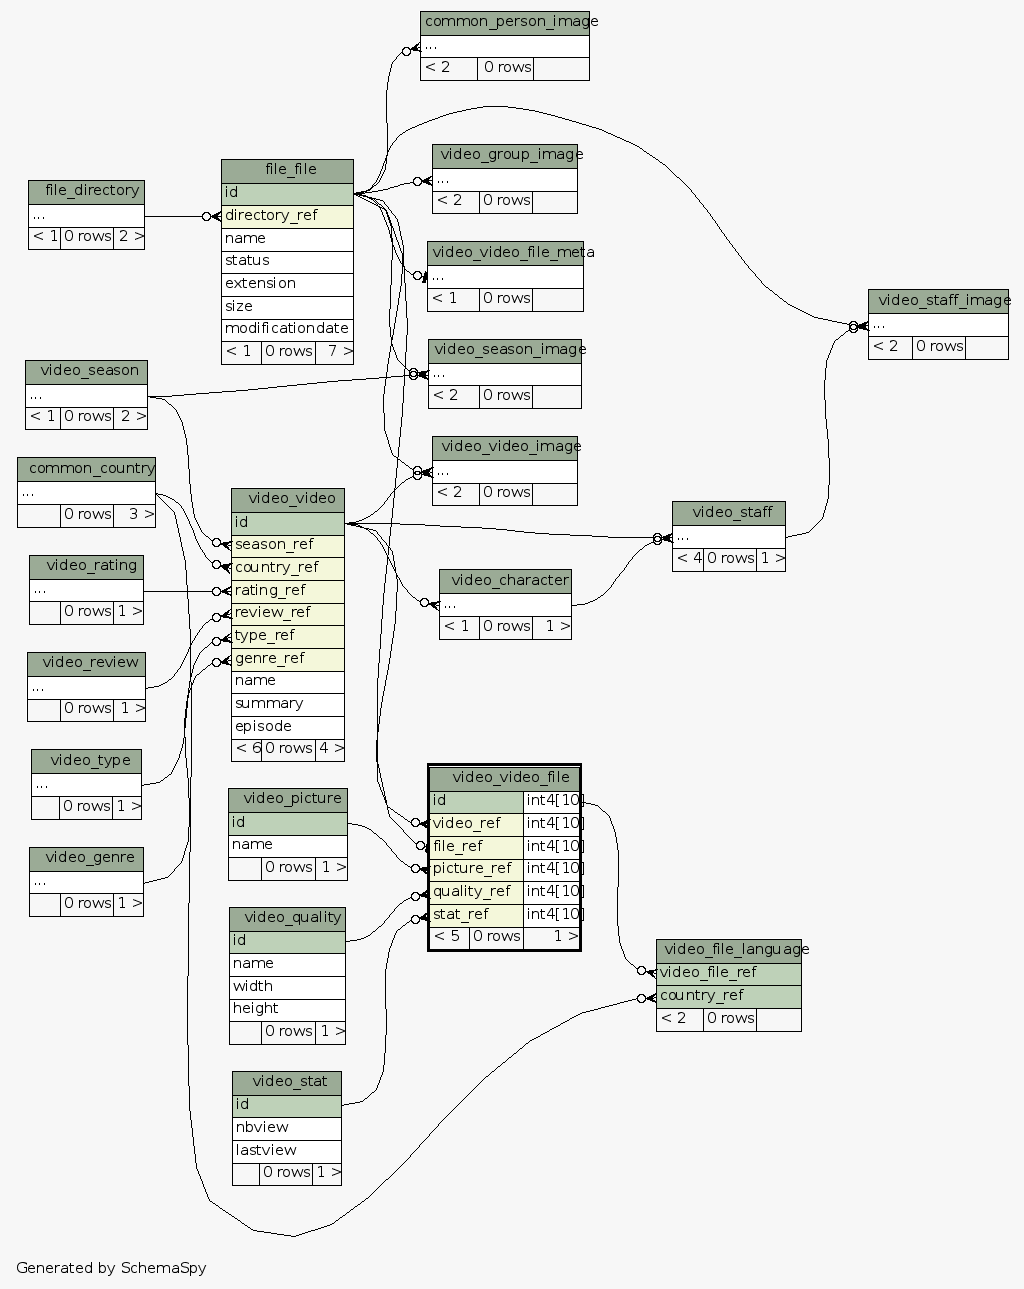 common_person_image
...
< 2 0 rows
video_group_image
...
< 2 0 rows
file_file
id
directory_ref
name
status
extension
size
modificationdate
< 1 0 rows 7 >
file_directory
...
< 1 0 rows 2 >
video_video_file_meta
...
< 1 0 rows
video_staff_image
...
< 2 0 rows
video_season_image
...
< 2 0 rows
video_season
...
< 1 0 rows 2 >
video_video_image
...
< 2 0 rows
common_country
...
0 rows 3 >
video_video
id
season_ref
country_ref
rating_ref
review_ref
type_ref
genre_ref
name
summary
episode
< 6 0 rows 4 >
video_staff
...
< 4 0 rows 1 >
video_rating
...
0 rows 1 >
video_character
...
< 1 0 rows 1 >
video_review
...
0 rows 1 >
video_type
...
0 rows 1 >
video_video_file
id int4[10]
video_ref int4[10]
file_ref int4[10]
picture_ref int4[10]
quality_ref int4[10]
stat_ref int4[10]
< 5 0 rows 1 >
video_picture
id
name
0 rows 1 >
video_genre
...
0 rows 1 >
video_quality
id
name
width
height
0 rows 1 >
video_file_language
video_file_ref
country_ref
< 2 0 rows
video_stat
id
nbview
lastview
0 rows 1 >
Generated by SchemaSpy